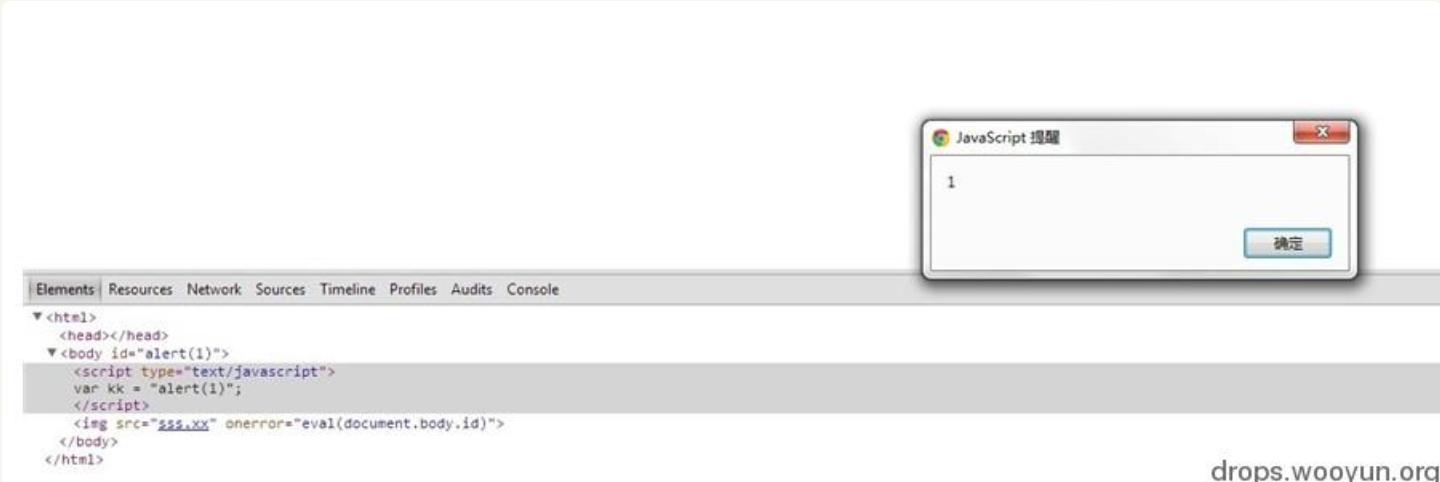 JavaScript 提醒
1
确定
Elements Resources Network Sources Timeline Profiles Audits Console
<html>
<head></head>
<body id="alert(1)">
<script type="text/javascript">
var kk = "alert(1)";
</script>
<img src="sss.xx" onerror="eval(document.body.id)">
</body>
</html>
drops.wooyun.org